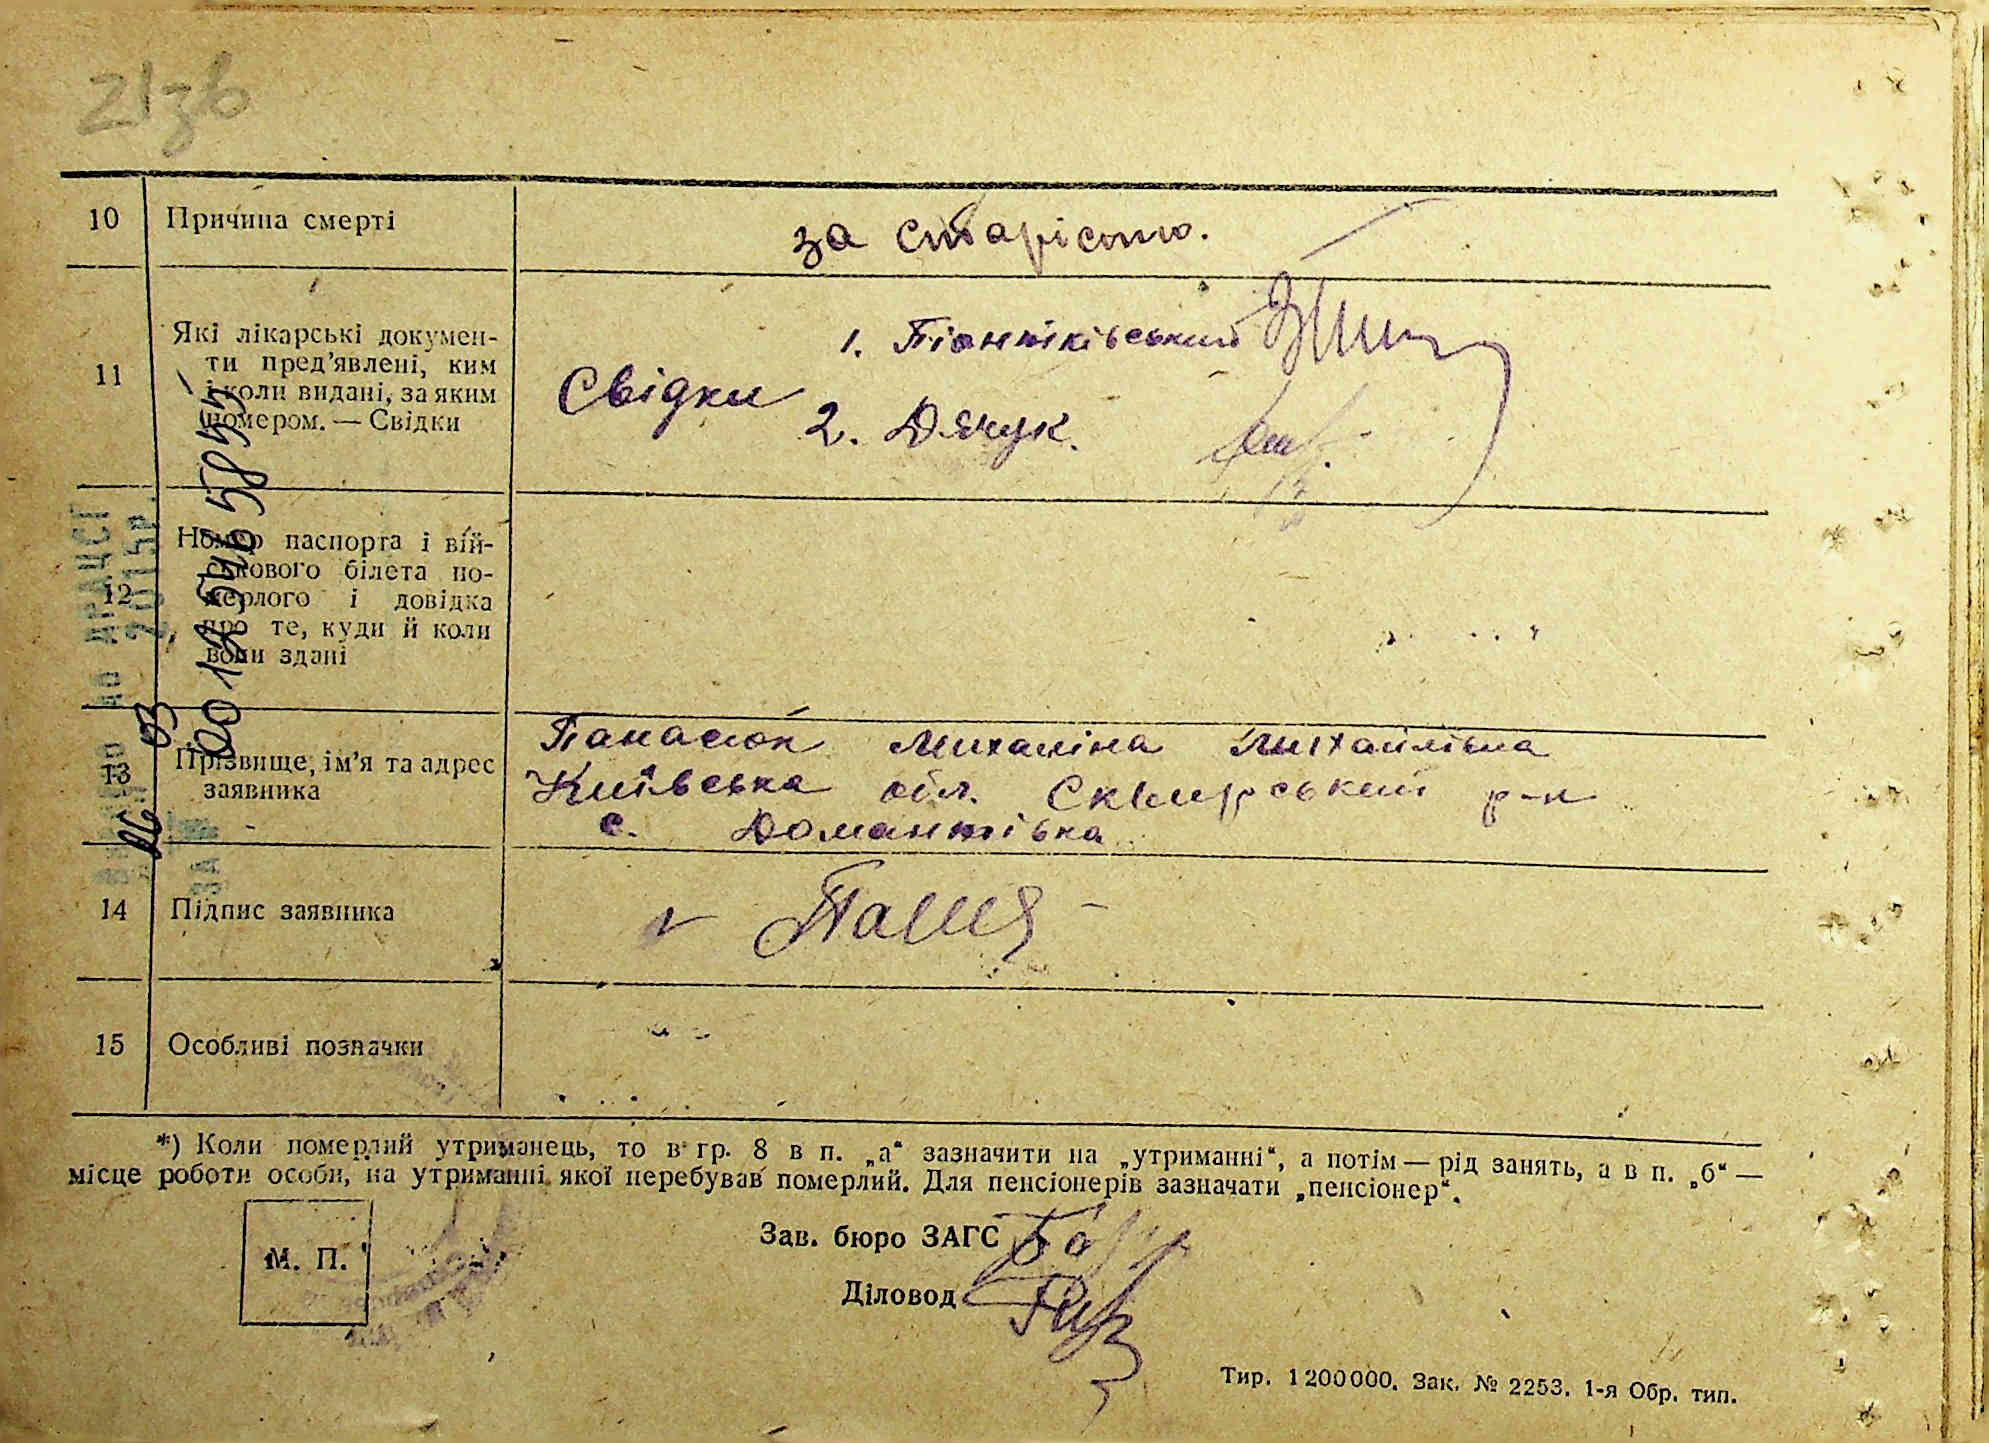 21зв
10 Причина смерті за старістю.
11 Які лікарські докумен-
ти пред’явлені, ким
і коли видані, за яким
номером. — Свідки
Свідки 1. Піонтківський
2. Дячук.
12 Номер паспорта і вій-
ськового білета по-
мерлого і довідка
про те, куди й коли
вони здані
13 Прізвище, ім’я та адрес
заявника
Панасюк Михаліна Михайлівна
Київська обл. Сквирський р-н
с. Домантівка
14 Підпис заявника
15 Особливі позначки
*) Коли померлий утриманець, то в гр. 8 в п. „а“ зазначити на „утриманні“, а потім — рід занять, а в п. „б“ —
місце роботи особи, на утриманні якої перебував померлий. Для пенсіонерів зазначати „пенсіонер“.
М. П.
Зав. бюро ЗАГС
Діловод
Тир. 1200000. Зак. № 2253. 1-я Обр. тип.